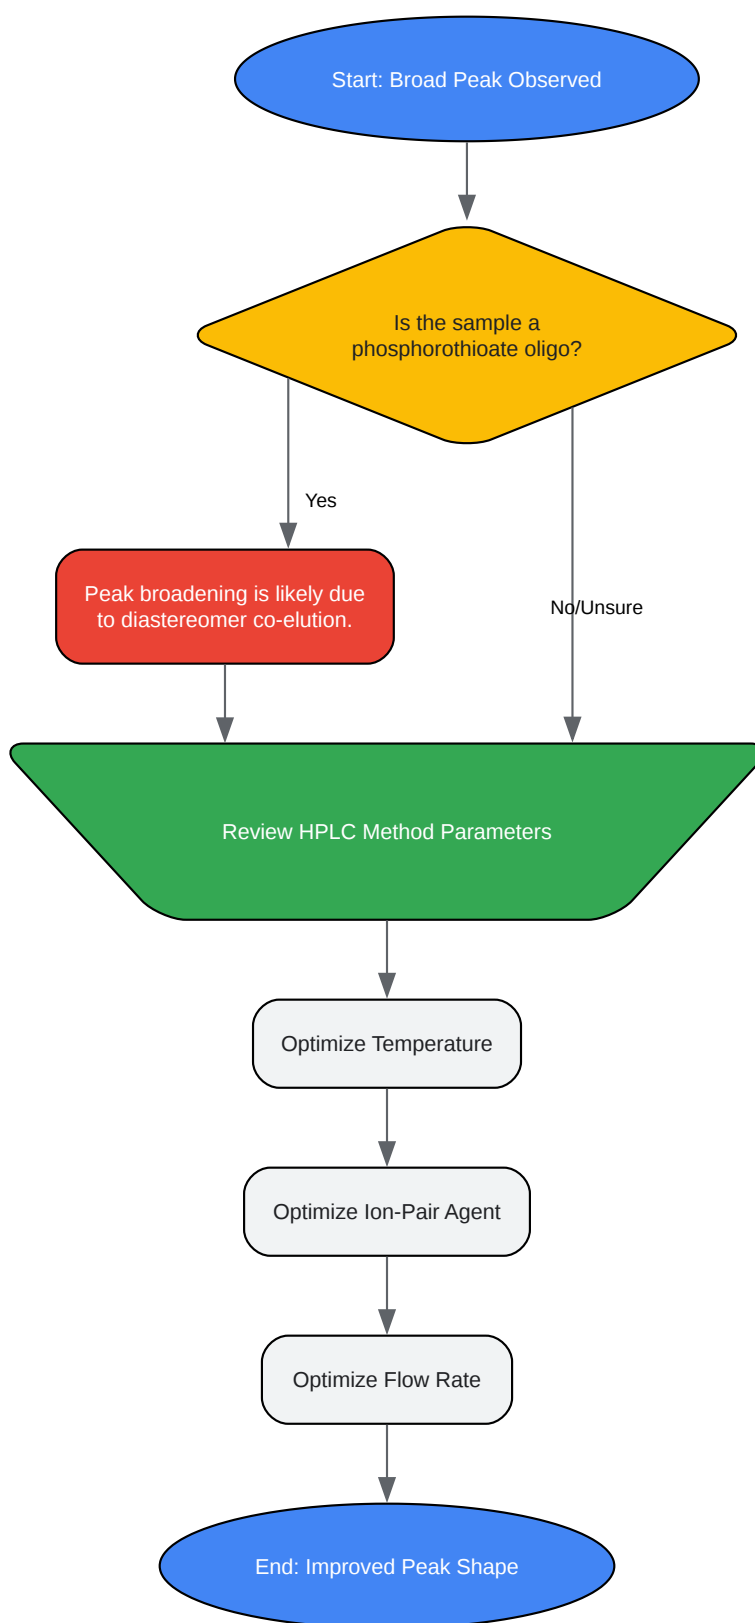 Start: Broad Peak Observed
Is the sample a
phosphorothioate oligo?
Yes
Peak broadening is likely due
to diastereomer co-elution.
No/Unsure
Review HPLC Method Parameters
Optimize Temperature
Optimize Ion-Pair Agent
Optimize Flow Rate
End: Improved Peak Shape